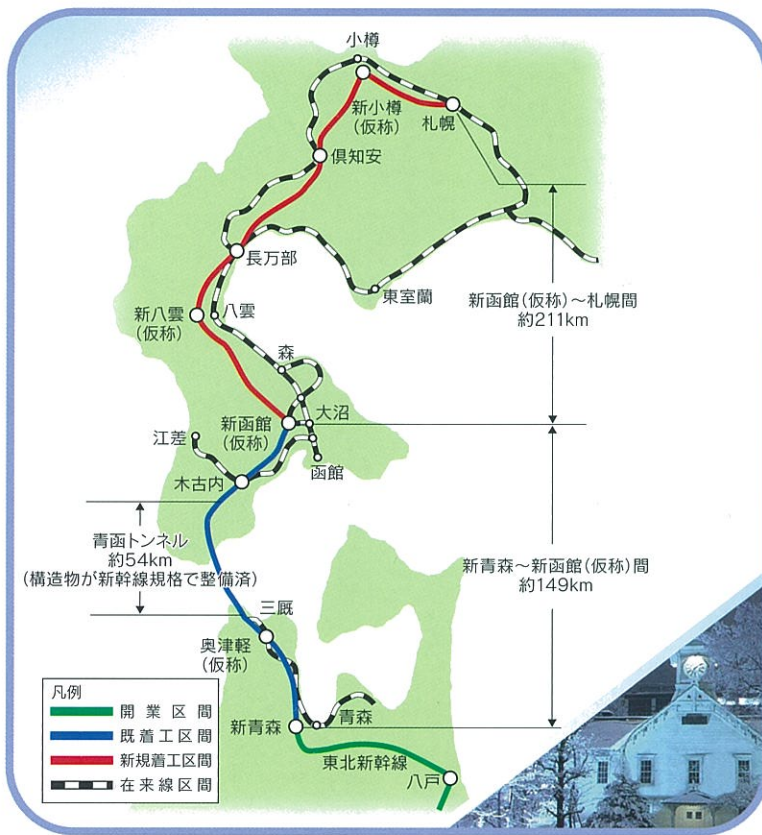 小樽
新小樽
(仮称)
札幌
倶知安
長万部
東室蘭
新函館(仮称)〜札幌間
約211km
新八雲
(仮称)
八雲
森
大沼
新函館
(仮称)
江差
函館
木古内
青函トンネル
約54km
(構造物が新幹線規格で整備済)
新青森〜新函館(仮称)間
約149km
三厩
奥津軽
(仮称)
凡例
開業区間
既着工区間
新規着工区間
在来線区間
新青森
青森
東北新幹線
八戸